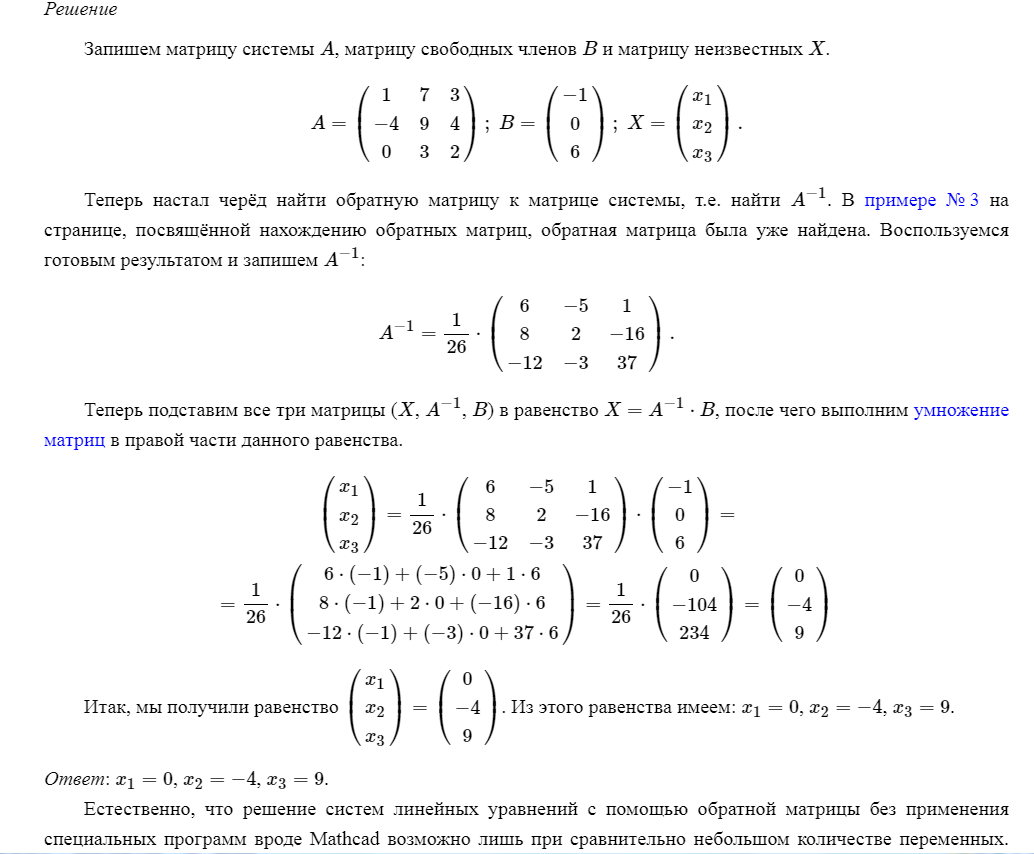 Решение
Запишем матрицу системы A, матрицу свободных членов B и матрицу неизвестных X.
A = ( 1 7 3 ; −4 9 4 ; 0 3 2 ) ; B = ( −1 ; 0 ; 6 ) ; X = ( x₁ ; x₂ ; x₃ ) .
Теперь настал черёд найти обратную матрицу к матрице системы, т.е. найти A⁻¹. В примере №3 на
странице, посвящённой нахождению обратных матриц, обратная матрица была уже найдена. Воспользуемся
готовым результатом и запишем A⁻¹:
A⁻¹ = 1/26 · ( 6 −5 1 ; 8 2 −16 ; −12 −3 37 ) .
Теперь подставим все три матрицы (X, A⁻¹, B) в равенство X = A⁻¹ · B, после чего выполним умножение
матриц в правой части данного равенства.
( x₁ ; x₂ ; x₃ ) = 1/26 · ( 6 −5 1 ; 8 2 −16 ; −12 −3 37 ) · ( −1 ; 0 ; 6 ) =
= 1/26 · ( 6·(−1)+(−5)·0+1·6 ; 8·(−1)+2·0+(−16)·6 ; −12·(−1)+(−3)·0+37·6 ) = 1/26 · ( 0 ; −104 ; 234 ) = ( 0 ; −4 ; 9 )
Итак, мы получили равенство ( x₁ ; x₂ ; x₃ ) = ( 0 ; −4 ; 9 ) . Из этого равенства имеем: x₁ = 0, x₂ = −4, x₃ = 9.
Ответ: x₁ = 0, x₂ = −4, x₃ = 9.
Естественно, что решение систем линейных уравнений с помощью обратной матрицы без применения
специальных программ вроде Mathcad возможно лишь при сравнительно небольшом количестве переменных.